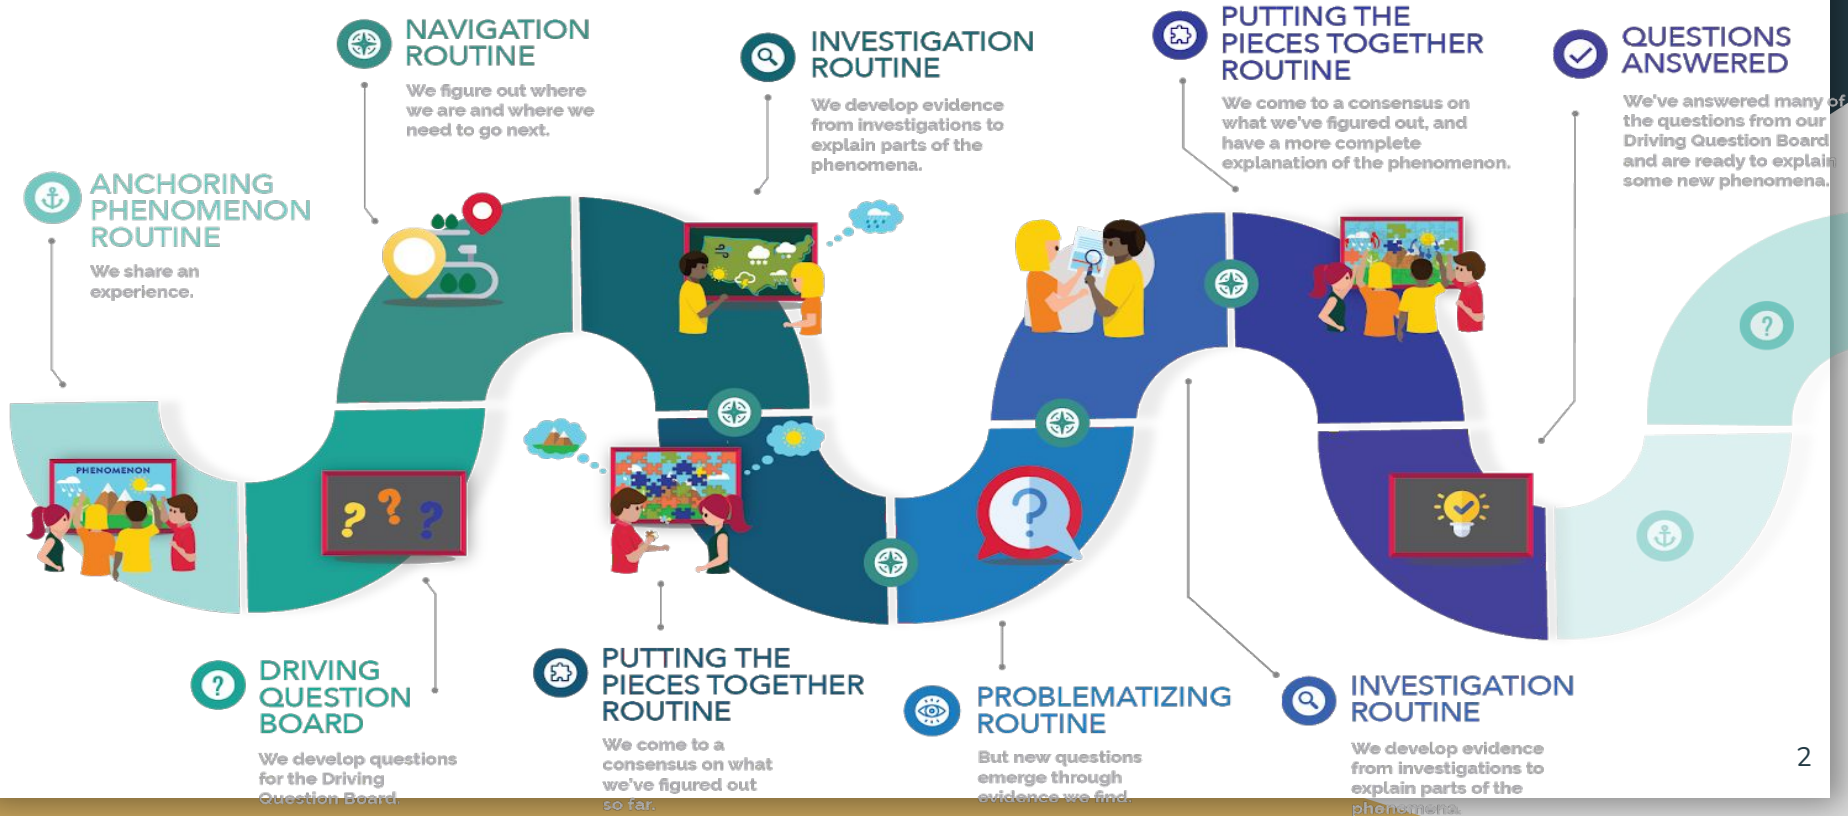 ANCHORING
PHENOMENON
ROUTINE
We share an
experience.
PHENOMENON
DRIVING
QUESTION
BOARD
We develop questions
for the Driving
Question Board.
NAVIGATION
ROUTINE
We figure out where
we are and where we
need to go next.
INVESTIGATION
ROUTINE
We develop evidence
from investigations to
explain parts of the
phenomena.
PUTTING THE
PIECES TOGETHER
ROUTINE
We come to a
consensus on what
we've figured out
so far.
PROBLEMATIZING
ROUTINE
But new questions
emerge through
evidence we find.
INVESTIGATION
ROUTINE
We develop evidence
from investigations to
explain parts of the
phenomena.
PUTTING THE
PIECES TOGETHER
ROUTINE
We come to a consensus on
what we've figured out, and
have a more complete
explanation of the phenomenon.
QUESTIONS
ANSWERED
We've answered many of
the questions from our
Driving Question Board
and are ready to explain
some new phenomena.
? ? ?
?
?
?
2